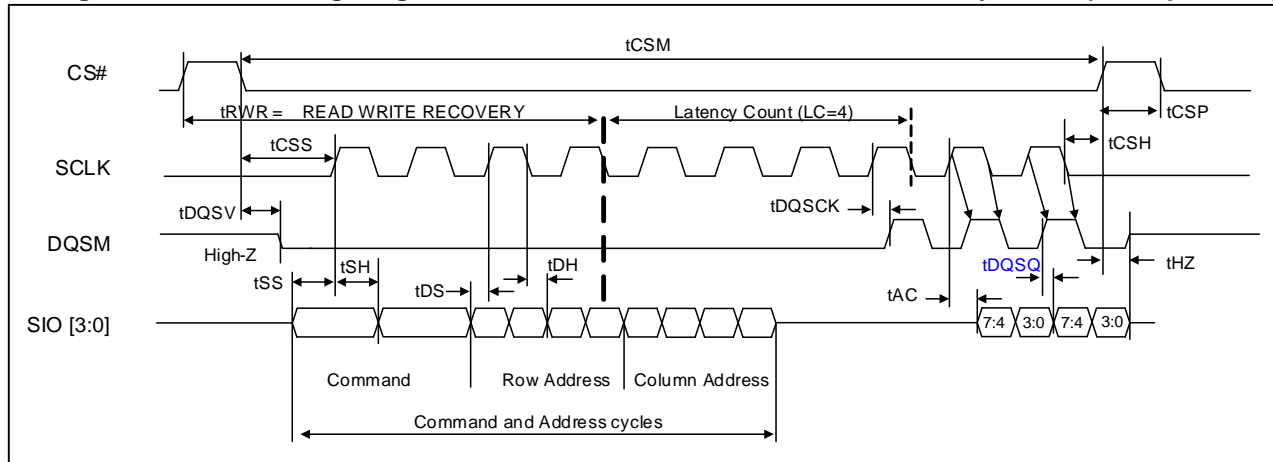 tCSM
CS#
tRWR = READ WRITE RECOVERY
Latency Count (LC=4)
tCSP
tCSS
tCSH
SCLK
tDQSV
tDQSCK
DQSM
High-Z
tSS
tSH
tDH
tDQSQ
tHZ
tDS
tAC
SIO [3:0]
7:4 3:0 7:4 3:0
Command
Row Address
Column Address
Command and Address cycles